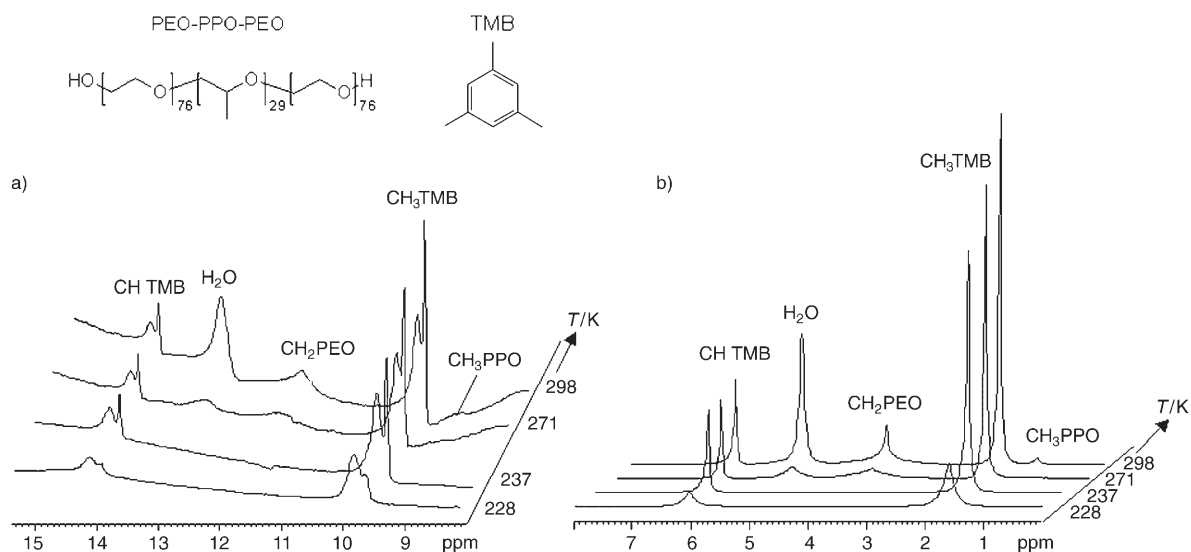 PEO-PPO-PEO
TMB
HO
O
76
O
29
O
H
76
a)
CH₃TMB
CH TMB
H₂O
CH₂PEO
CH₃PPO
T/K
298
271
237
228
15 14 13 12 11 10 9 ppm
b)
CH₃TMB
H₂O
CH TMB
CH₂PEO
CH₃PPO
T/K
298
271
237
228
7 6 5 4 3 2 1 ppm